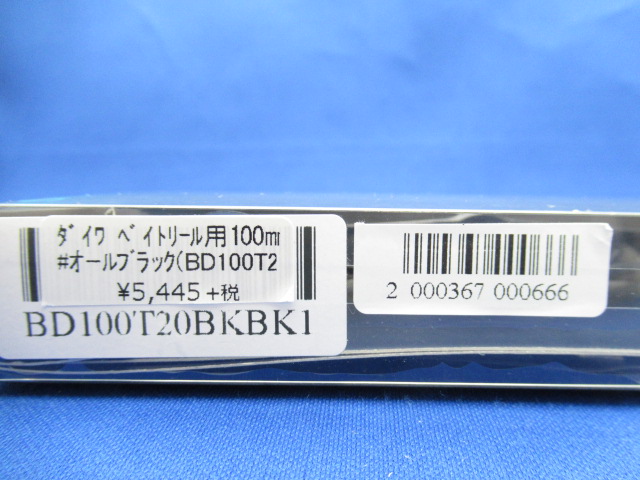 ﾀﾞｲﾜ ﾍﾞｲﾄﾘｰﾙ用100㎜
#ｵｰﾙﾌﾞﾗｯｸ(BD100T2
¥5,445+税
BD100T20BKBK1
2 000367 000666